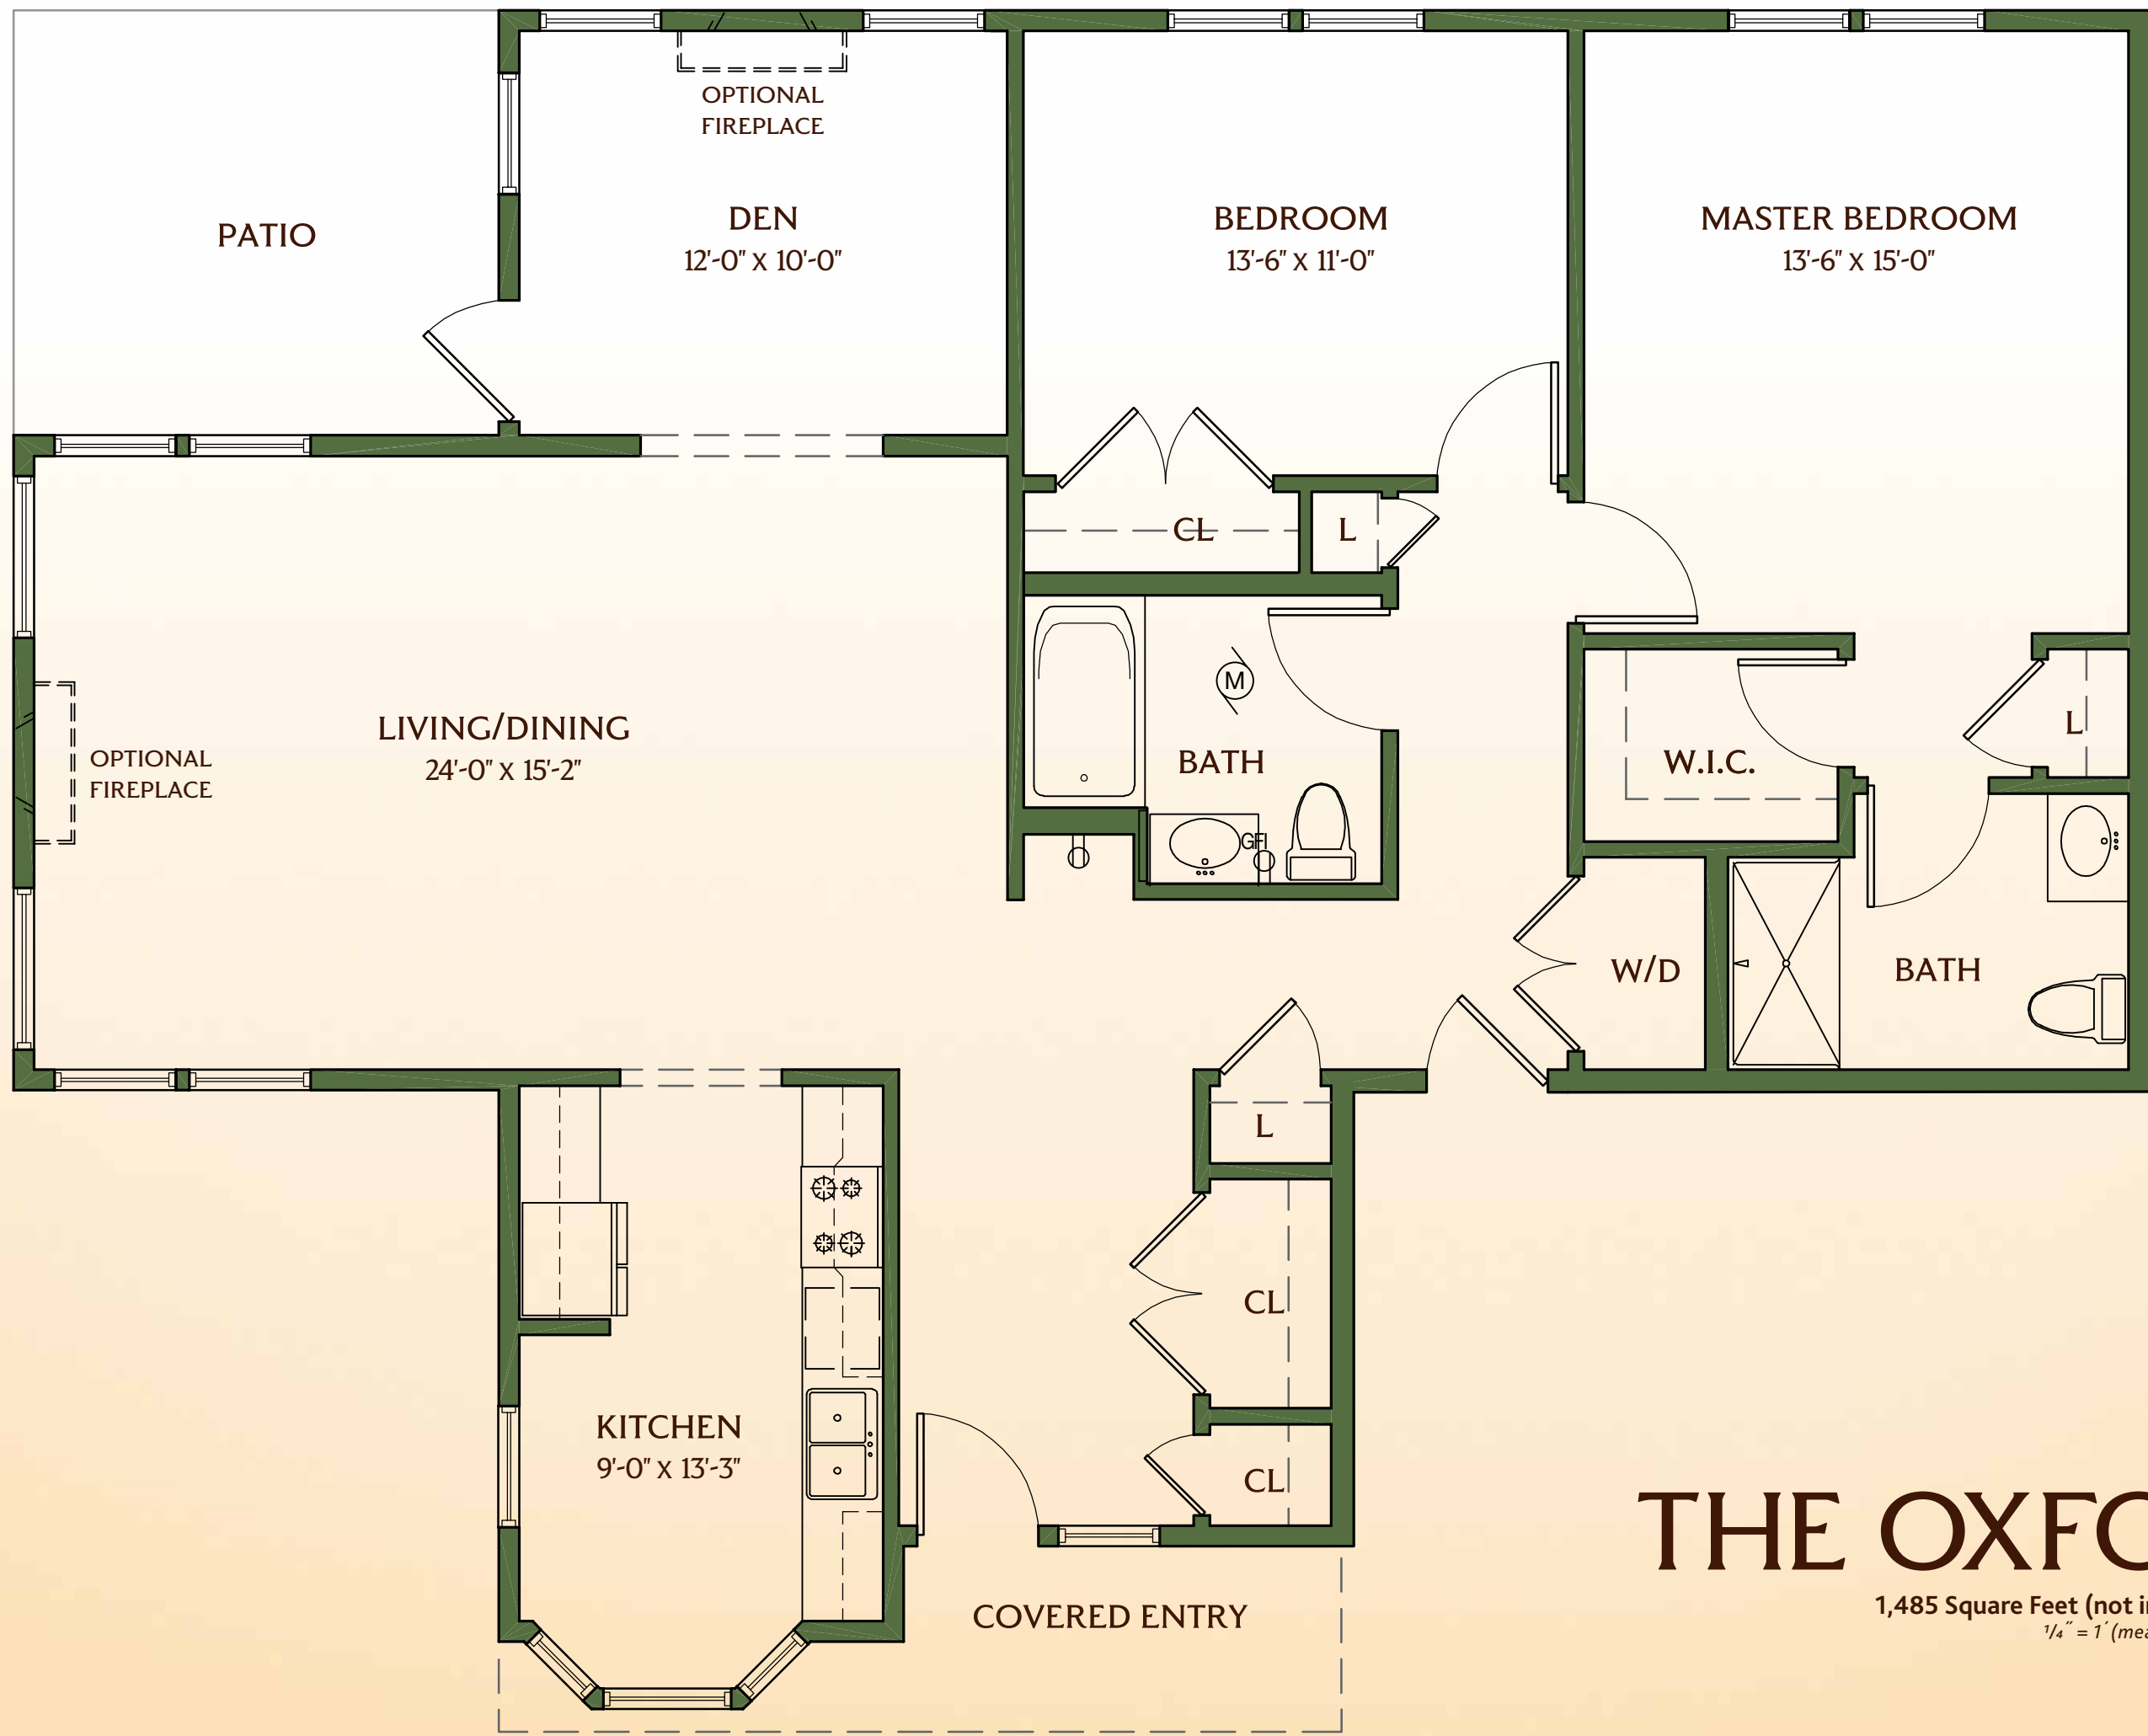 OPTIONAL
FIREPLACE
PATIO
DEN
12'-0" X 10'-0"
BEDROOM
13'-6" X 11'-0"
MASTER BEDROOM
13'-6" X 15'-0"
CL
L
M
BATH
GFI
W.I.C.
L
LIVING/DINING
24'-0" X 15'-2"
OPTIONAL
FIREPLACE
W/D
BATH
L
CL
CL
KITCHEN
9'-0" X 13'-3"
COVERED ENTRY
THE OXFO
1,485 Square Feet (not i
1/4" = 1' (mea